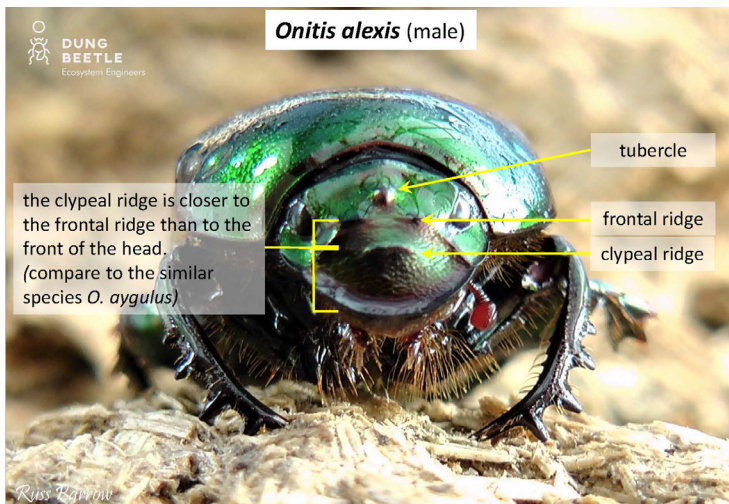 Onitis alexis (male)
DUNG
BEETLE
Ecosystem Engineers
tubercle
the clypeal ridge is closer to
the frontal ridge than to the
front of the head.
(compare to the similar
species O. aygulus)
frontal ridge
clypeal ridge
Russ Barrow